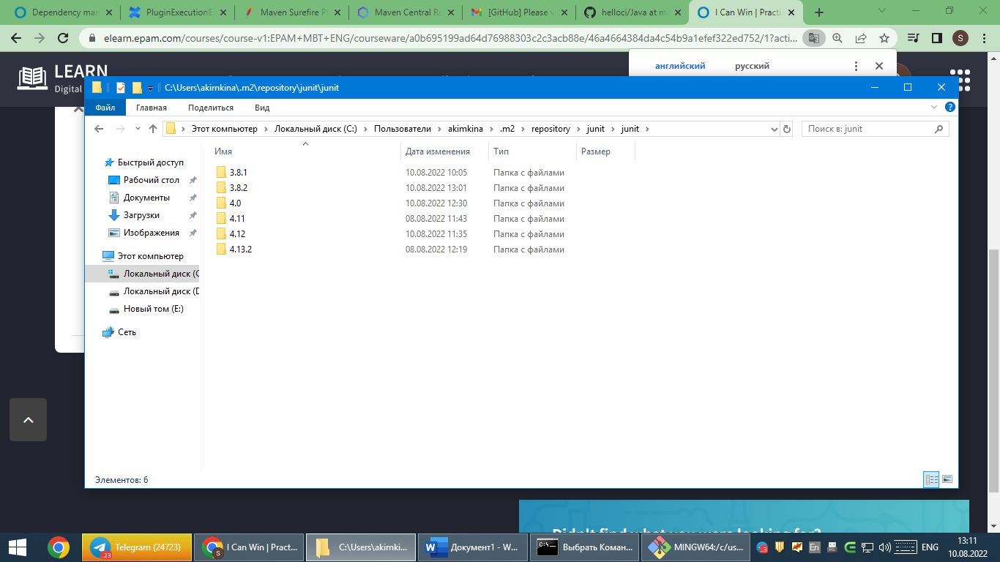 Dependency man
PluginExecutionE
Maven Surefire P
Maven Central Re
[GitHub] Please v
helloci/Java at ma
I Can Win | Practi
elearn.epam.com/courses/course-v1:EPAM+MBT+ENG/courseware/a0b695199ad64d76988303c2c3acb88e/46a4664384da4c54b9a1efef322ed752/1?acti...
S
LEARN
Digital
английский
русский
C:\Users\akimkina\.m2\repository\junit\junit
Файл
Главная
Поделиться
Вид
Этот компьютер
Локальный диск (C:)
Пользователи
akimkina
.m2
repository
junit
junit
Поиск в: junit
Имя
Дата изменения
Тип
Размер
3.8.1 10.08.2022 10:05 Папка с файлами
3.8.2 10.08.2022 13:01 Папка с файлами
4.0 10.08.2022 12:30 Папка с файлами
4.11 08.08.2022 11:43 Папка с файлами
4.12 10.08.2022 11:35 Папка с файлами
4.13.2 08.08.2022 12:19 Папка с файлами
Быстрый доступ
Рабочий стол
Документы
Загрузки
Изображения
Этот компьютер
Локальный диск (C
Локальный диск (D
Новый том (E:)
Сеть
Элементов: 6
Didn't find what you were looking for?
Telegram (24723)
I Can Win | Pract...
C:\Users\akimki...
Документ1 - W...
Выбрать Коман...
MINGW64:/c/us...
En
ENG
13:11
10.08.2022